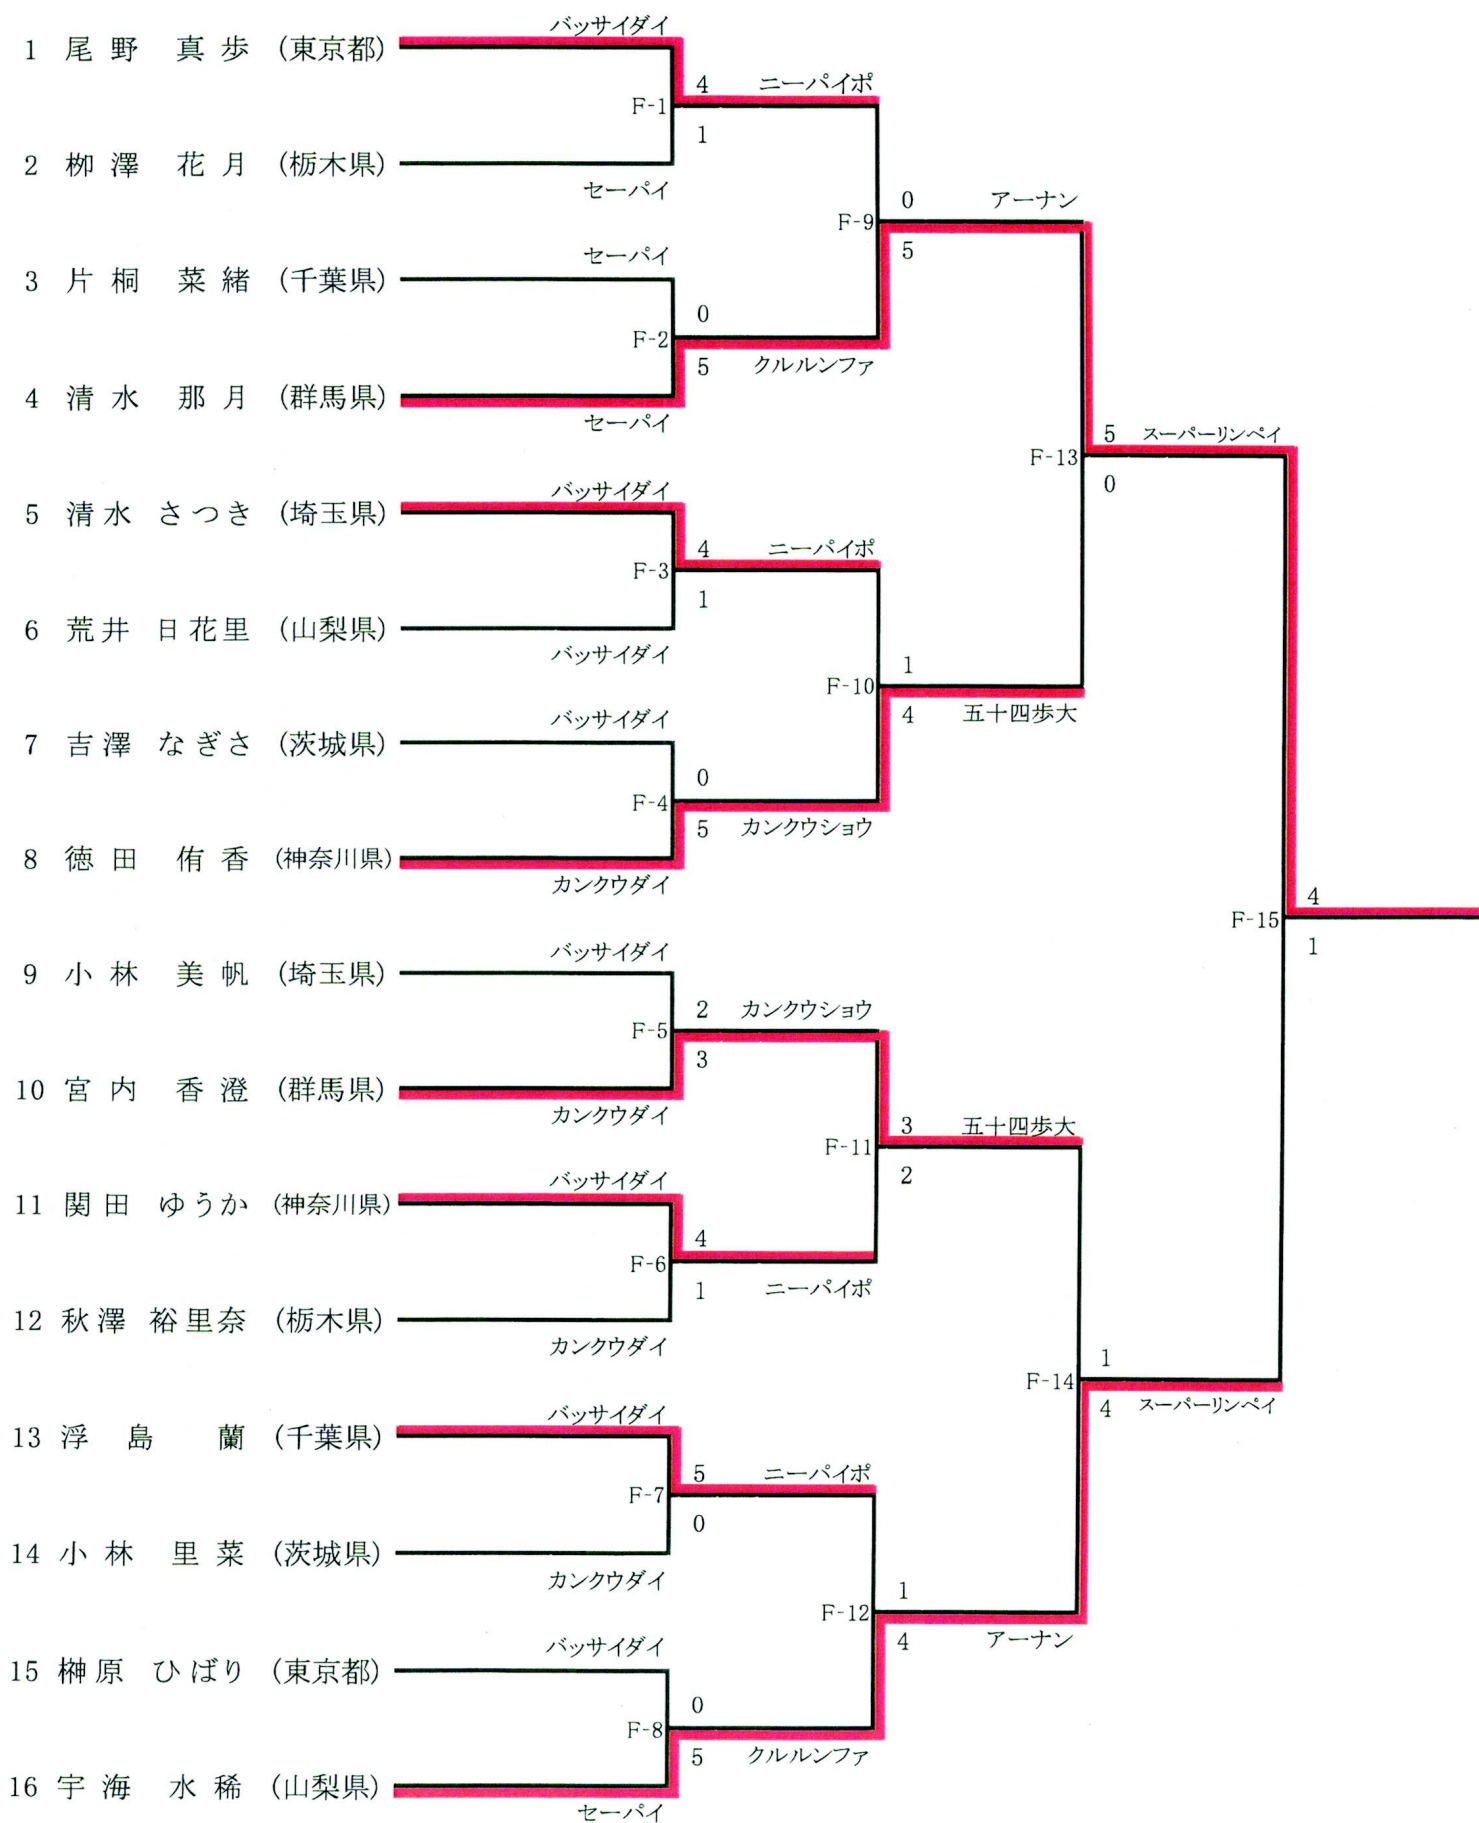 バッサイダイ
1 尾野 真歩 (東京都)
4 ニーパイポ
F-1
1
2 栁澤 花月 (栃木県)
セーパイ
0 アーナン
F-9
5
セーパイ
3 片桐 菜緒 (千葉県)
0
F-2
5 クルルンファ
4 清水 那月 (群馬県)
セーパイ
5 スーパーリンペイ
F-13
0
バッサイダイ
5 清水 さつき (埼玉県)
4 ニーパイポ
F-3
1
6 荒井 日花里 (山梨県)
バッサイダイ
1
F-10
4 五十四歩大
バッサイダイ
7 吉澤 なぎさ (茨城県)
0
F-4
5 カンクウショウ
8 徳田 侑香 (神奈川県)
カンクウダイ
4
F-15
1
バッサイダイ
9 小林 美帆 (埼玉県)
2 カンクウショウ
F-5
3
10 宮内 香澄 (群馬県)
カンクウダイ
3 五十四歩大
F-11
2
バッサイダイ
11 関田 ゆうか (神奈川県)
4
F-6
1 ニーパイポ
12 秋澤 裕里奈 (栃木県)
カンクウダイ
1
F-14
4 スーパーリンペイ
バッサイダイ
13 浮島 蘭 (千葉県)
5 ニーパイポ
F-7
0
14 小林 里菜 (茨城県)
カンクウダイ
1
F-12
4 アーナン
バッサイダイ
15 榊原 ひばり (東京都)
0
F-8
5 クルルンファ
16 宇海 水稀 (山梨県)
セーパイ